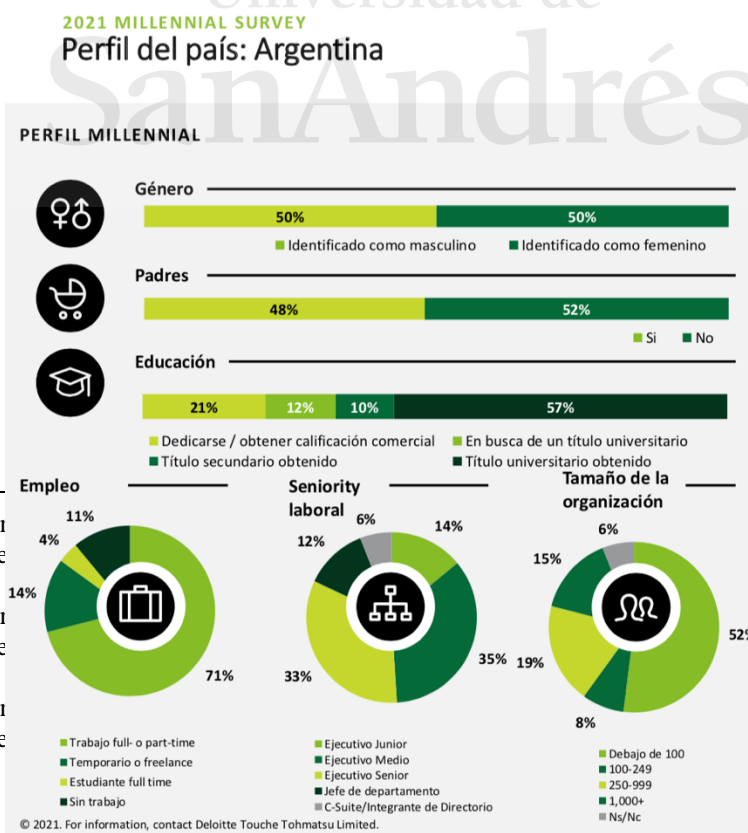 Universidad de
SanAndrés
2021 MILLENNIAL SURVEY
Perfil del país: Argentina
PERFIL MILLENNIAL
Género
50% 50%
Identificado como masculino Identificado como femenino
Padres
48% 52%
Si No
Educación
21% 12% 10% 57%
Dedicarse / obtener calificación comercial En busca de un título universitario
Título secundario obtenido Título universitario obtenido
Empleo
11%
4%
14%
71%
Trabajo full- o part-time
Temporario o freelance
Estudiante full time
Sin trabajo
Seniority
laboral
6%
14%
12%
33%
35%
Ejecutivo Junior
Ejecutivo Medio
Ejecutivo Senior
Jefe de departamento
C-Suite/Integrante de Directorio
Tamaño de la
organización
6%
15%
19%
8%
52%
Debajo de 100
100-249
250-999
1,000+
Ns/Nc
© 2021. For information, contact Deloitte Touche Tohmatsu Limited.